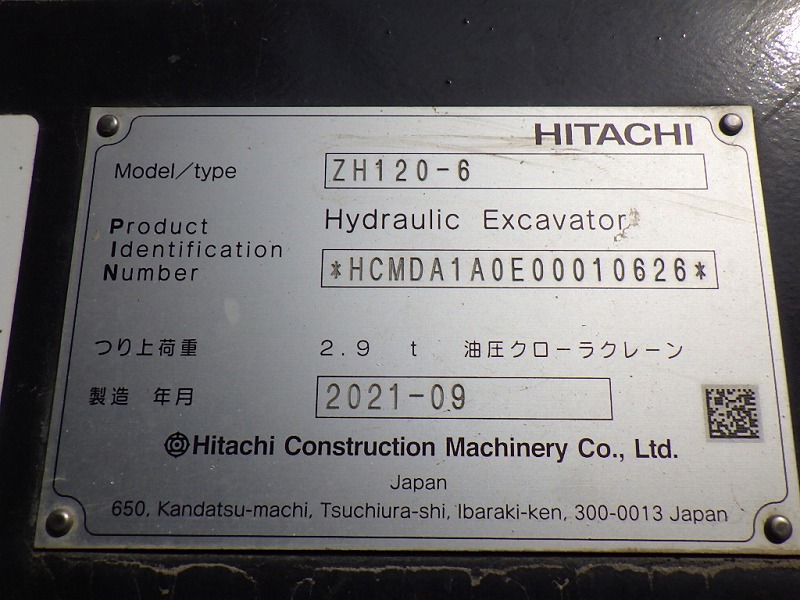 HITACHI
Model/type ZH120-6
Hydraulic Excavator
Product
Identification
Number *HCMDA1A0E00010626*
つり上荷重 2.9 t 油圧クローラクレーン
製造 年月 2021-09
Hitachi Construction Machinery Co., Ltd.
Japan
650, Kandatsu-machi, Tsuchiura-shi, Ibaraki-ken, 300-0013 Japan